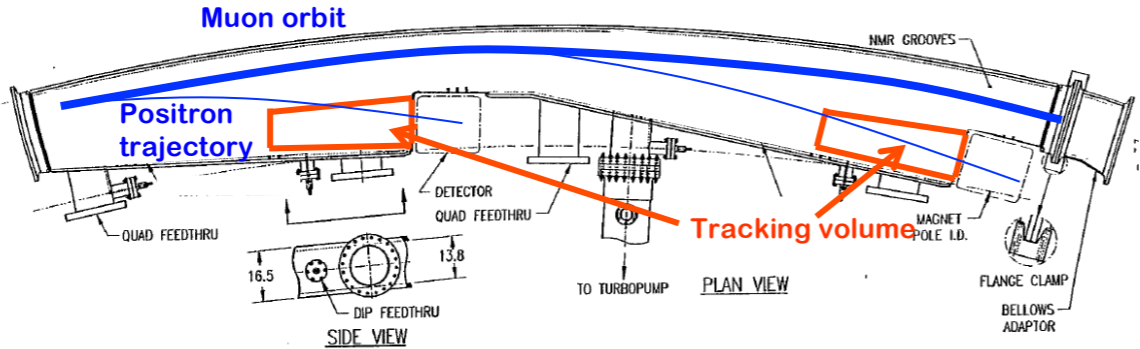 Muon orbit
NMR GROOVES
Positron
trajectory
DETECTOR
QUAD FEEDTHRU
QUAD FEEDTHRU
Tracking volume
MAGNET
POLE I.D.
16.5
13.8
DIP FEEDTHRU
SIDE VIEW
TO TURBOPUMP
PLAN VIEW
FLANGE CLAMP
BELLOWS
ADAPTOR